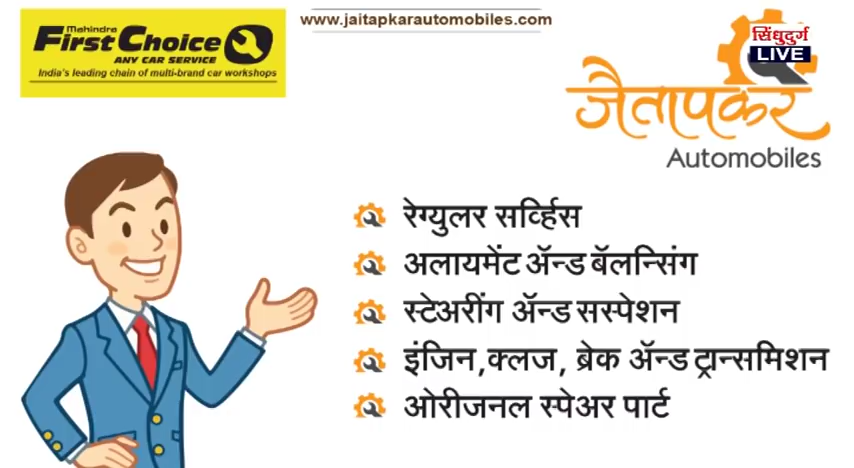 Mahindra
First Choice
ANY CAR SERVICE
India's leading chain of multi-brand car workshops
www.jaitapkarautomobiles.com
सिंधुदुर्ग
LIVE
जैतापकर
Automobiles
रेग्युलर सर्व्हिस
अलायमेंट ॲन्ड बॅलन्सिंग
स्टेअरींग ॲन्ड सस्पेशन
इंजिन,क्लज, ब्रेक ॲन्ड ट्रान्समिशन
ओरीजनल स्पेअर पार्ट